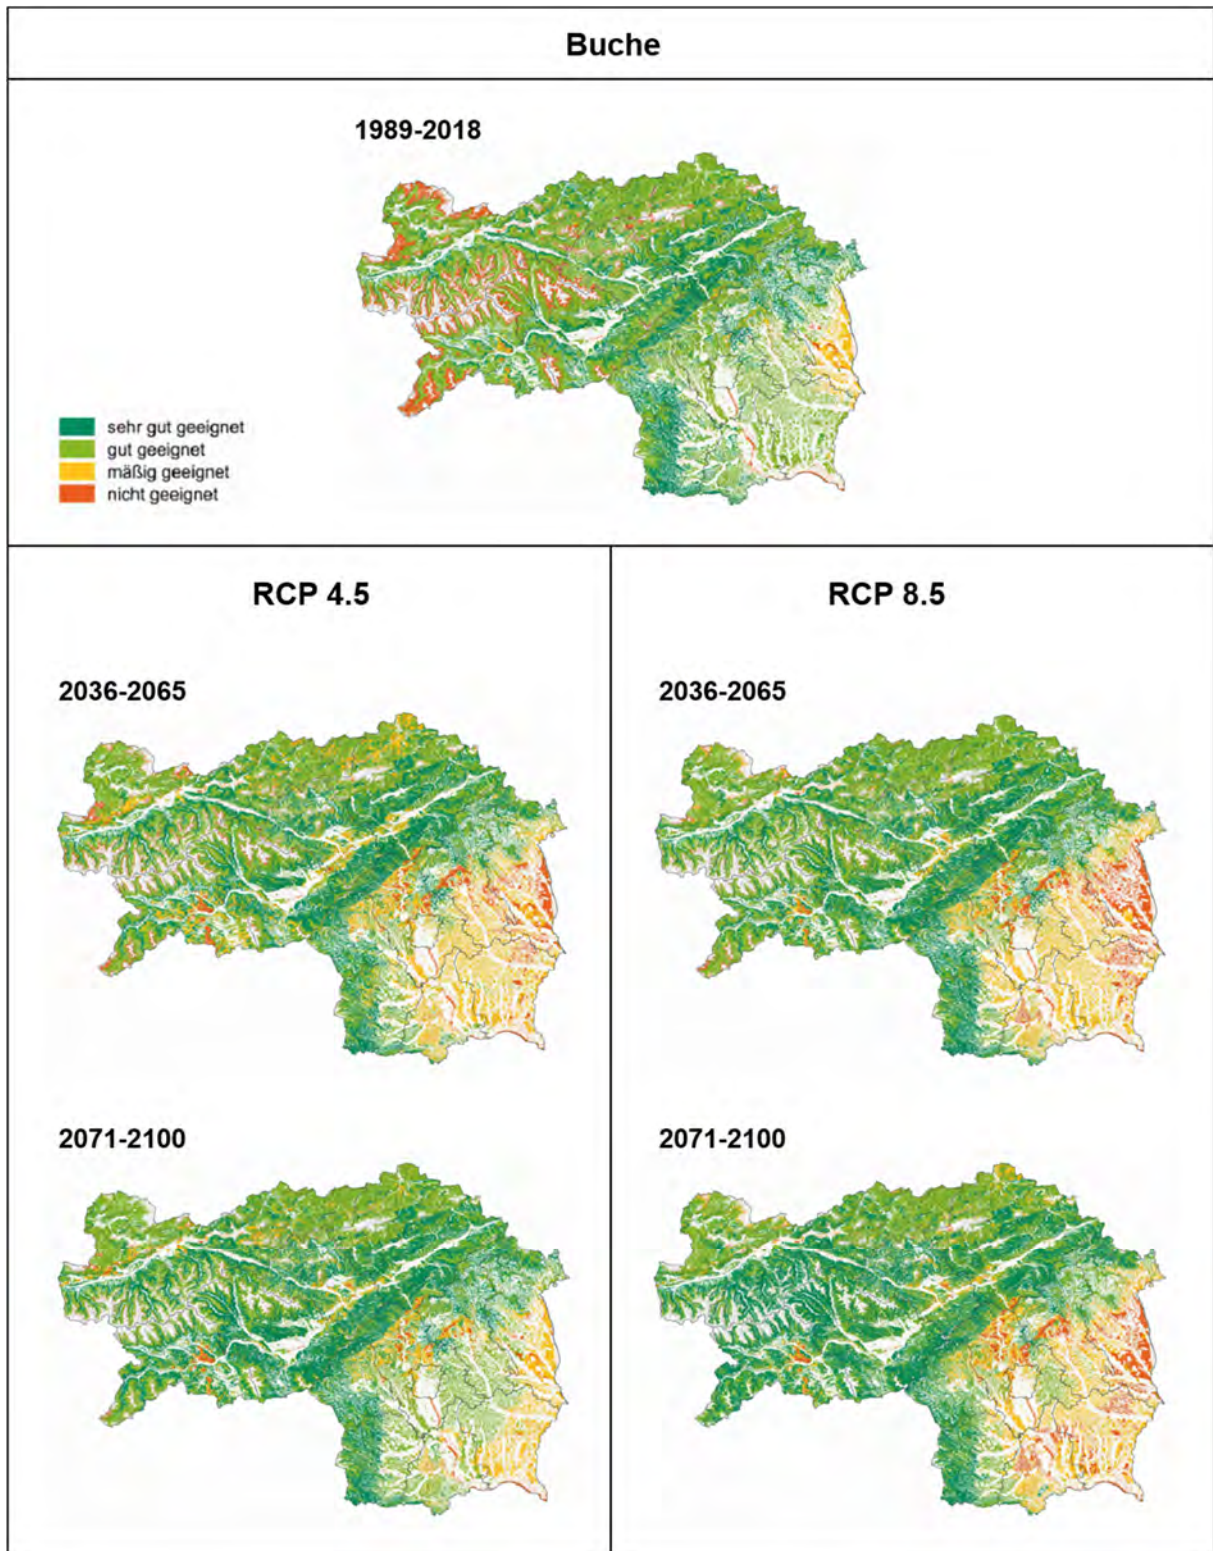 Buche
1989-2018
sehr gut geeignet
gut geeignet
mäßig geeignet
nicht geeignet
RCP 4.5
RCP 8.5
2036-2065
2036-2065
2071-2100
2071-2100